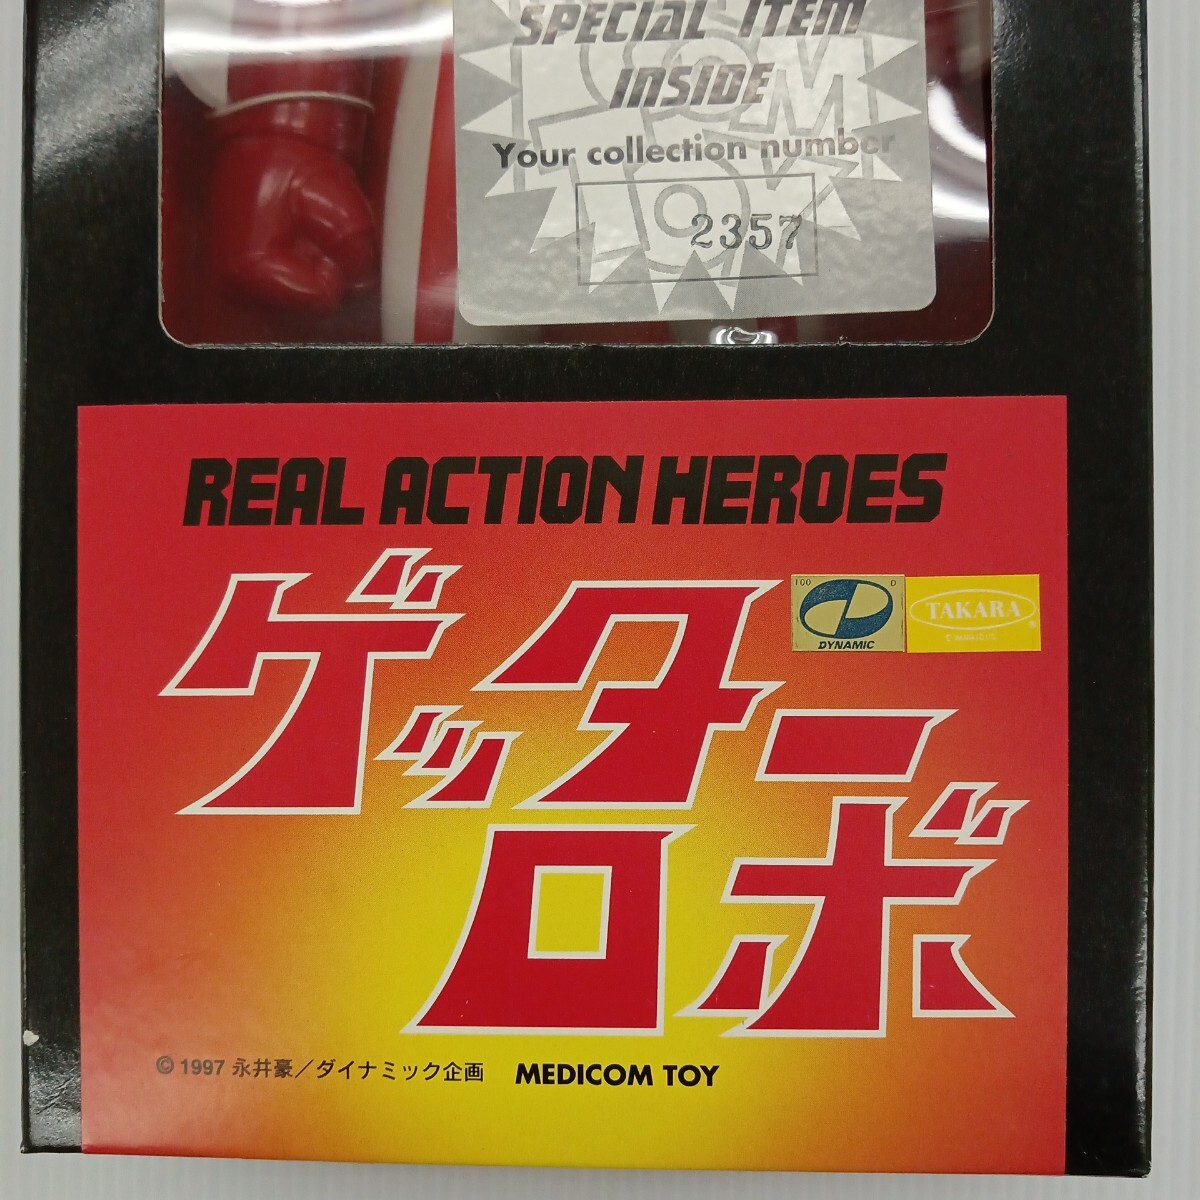 SPECIAL ITEM
INSIDE
Your collection number
2357
REAL ACTION HEROES
ゲッター
ロボ
100 D
DYNAMIC
TAKARA
© 1997 永井豪／ダイナミック企画 MEDICOM TOY